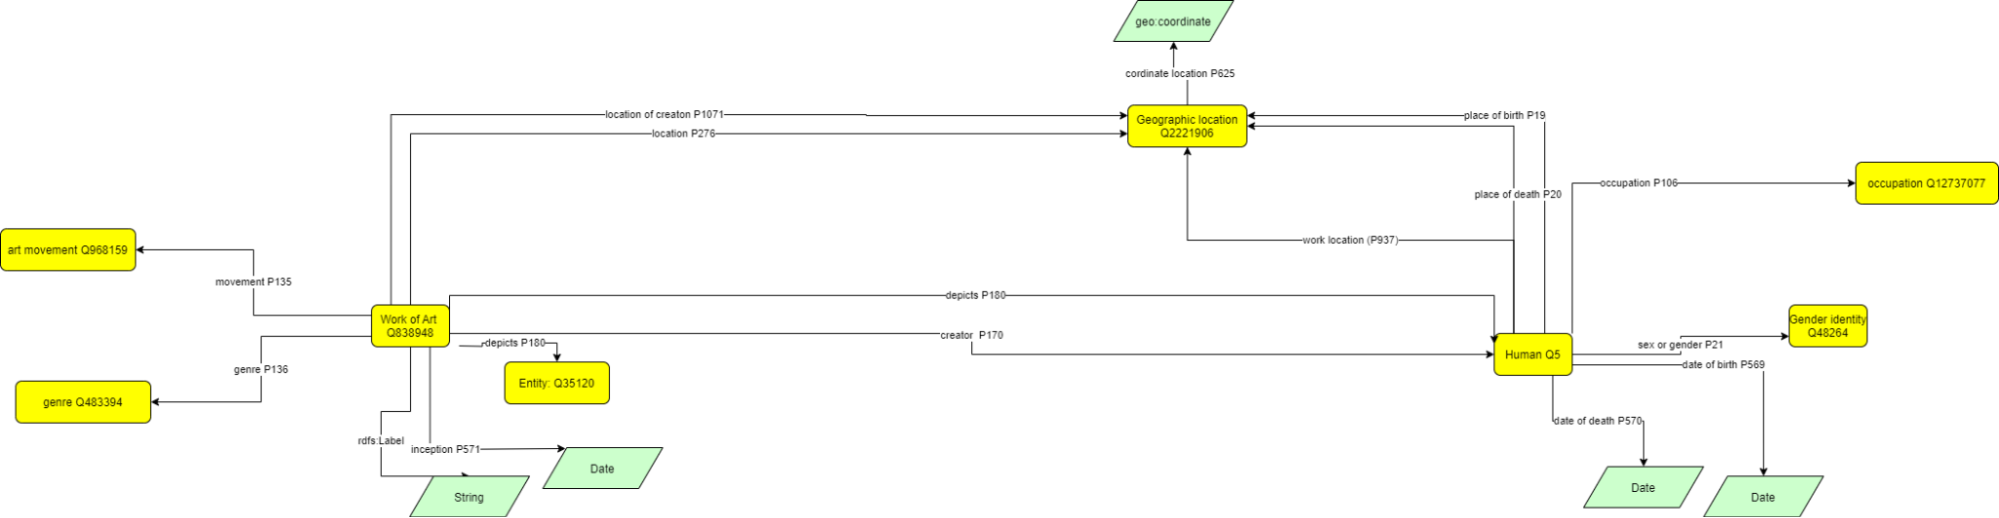 geo:coordinate
cordinate location P625
location of creaton P1071
Geographic location
Q2221906
place of birth P19
location P276
occupation P106
occupation Q12737077
place of death P20
art movement Q968159
work location (P937)
movement P135
depicts P180
Work of Art
Q838948
Gender identity
Q48264
creator P170
depicts P180
sex or gender P21
Human Q5
date of birth P569
genre P136
Entity: Q35120
genre Q483394
date of death P570
rdfs:Label
inception P571
Date
String
Date
Date